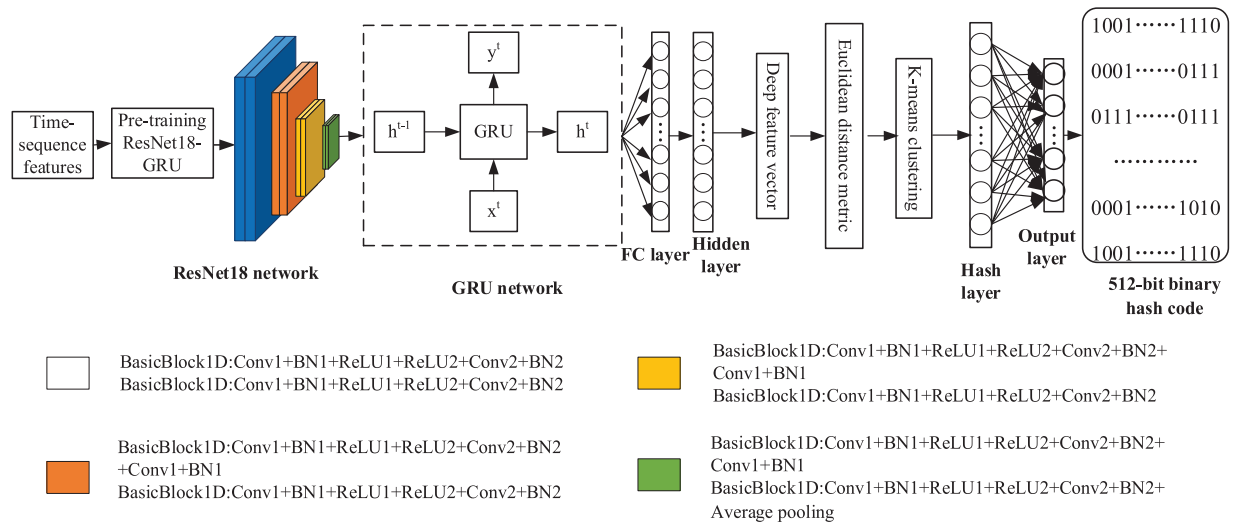 Time-
sequence
features
Pre-training
ResNet18-
GRU
ResNet18 network
yᵗ
hᵗ⁻¹
GRU
hᵗ
xᵗ
GRU network
FC layer
Hidden
layer
Deep feature vector
Euclidean distance metric
K-means clustering
Hash
layer
Output
layer
1001……1110
0001……0111
0111……0111
…………
0001……1010
1001……1110
512-bit binary
hash code
BasicBlock1D:Conv1+BN1+ReLU1+ReLU2+Conv2+BN2
BasicBlock1D:Conv1+BN1+ReLU1+ReLU2+Conv2+BN2
BasicBlock1D:Conv1+BN1+ReLU1+ReLU2+Conv2+BN2+
Conv1+BN1
BasicBlock1D:Conv1+BN1+ReLU1+ReLU2+Conv2+BN2
BasicBlock1D:Conv1+BN1+ReLU1+ReLU2+Conv2+BN2
+Conv1+BN1
BasicBlock1D:Conv1+BN1+ReLU1+ReLU2+Conv2+BN2
BasicBlock1D:Conv1+BN1+ReLU1+ReLU2+Conv2+BN2+
Conv1+BN1
BasicBlock1D:Conv1+BN1+ReLU1+ReLU2+Conv2+BN2+
Average pooling